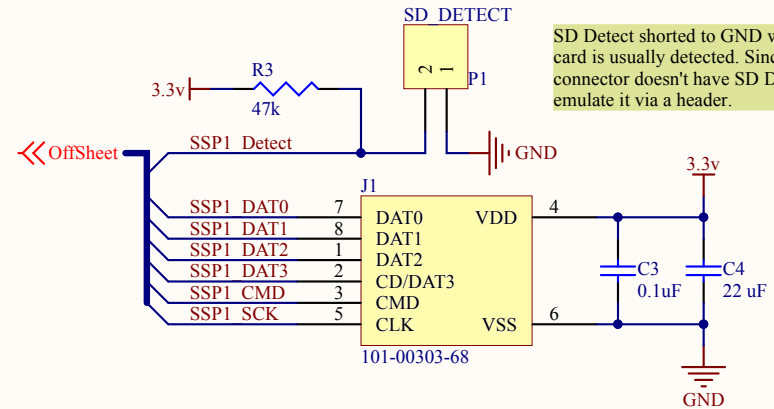 SD_DETECT
SD Detect shorted to GND
card is usually detected.
connector doesn't have SD
emulate it via a header.
R3
3.3v
47k
2
1
P1
SSP1_Detect
GND
OffSheet
3.3v
J1
SSP1_DAT0 7 DAT0 VDD 4
SSP1_DAT1 8 DAT1
SSP1_DAT2 1 DAT2
SSP1_DAT3 2 CD/DAT3
SSP1_CMD 3 CMD
SSP1_SCK 5 CLK VSS 6
C3
0.1uF
C4
22 uF
101-00303-68
GND